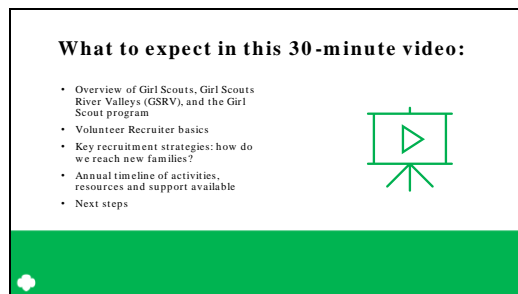 What to expect in this 30-minute video:
• Overview of Girl Scouts, Girl Scouts
River Valleys (GSRV), and the Girl
Scout program
• Volunteer Recruiter basics
• Key recruitment strategies: how do
we reach new families?
• Annual timeline of activities,
resources and support available
• Next steps